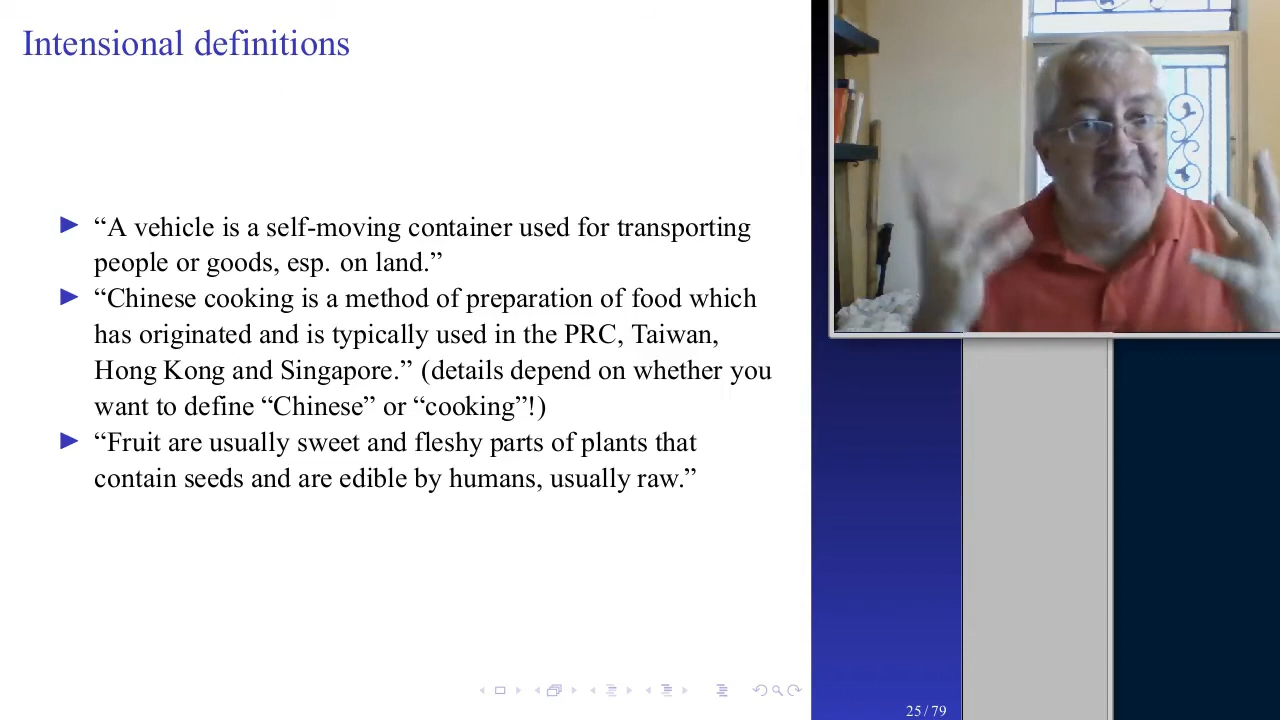 Intensional definitions
“A vehicle is a self-moving container used for transporting
people or goods, esp. on land.”
“Chinese cooking is a method of preparation of food which
has originated and is typically used in the PRC, Taiwan,
Hong Kong and Singapore.” (details depend on whether you
want to define “Chinese” or “cooking”!)
“Fruit are usually sweet and fleshy parts of plants that
contain seeds and are edible by humans, usually raw.”
25 / 79